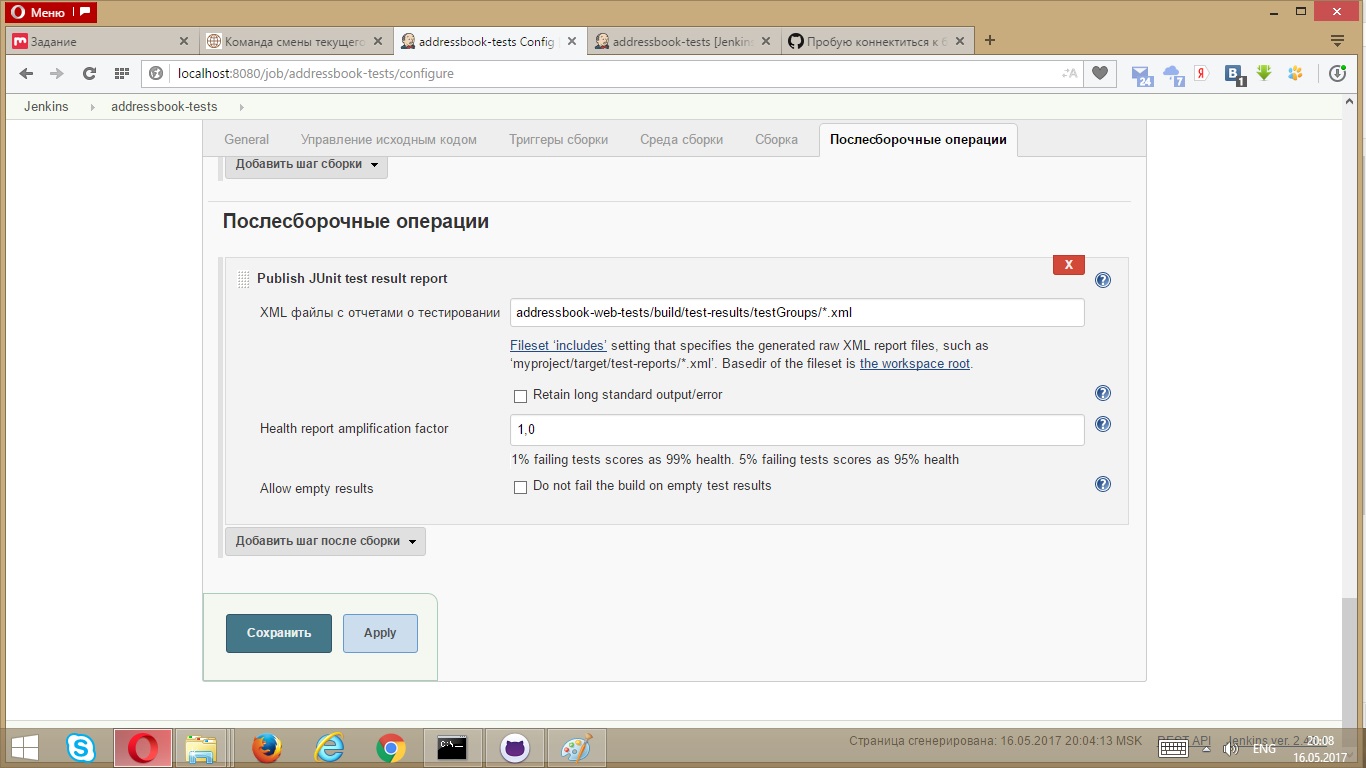 Меню
Задание
Команда смены текущего
addressbook-tests Config
addressbook-tests [Jenkins
Пробую коннектиться к б
localhost:8080/job/addressbook-tests/configure
24
7
Я
B
1
Jenkins
addressbook-tests
General
Управление исходным кодом
Триггеры сборки
Среда сборки
Сборка
Послесборочные операции
Добавить шаг сборки
Послесборочные операции
X
Publish JUnit test result report
XML файлы с отчетами о тестировании
addressbook-web-tests/build/test-results/testGroups/*.xml
Fileset ‘includes’ setting that specifies the generated raw XML report files, such as
‘myproject/target/test-reports/*.xml’. Basedir of the fileset is the workspace root.
Retain long standard output/error
Health report amplification factor
1,0
1% failing tests scores as 99% health. 5% failing tests scores as 95% health
Allow empty results
Do not fail the build on empty test results
Добавить шаг после сборки
Сохранить
Apply
Страница сгенерирована: 16.05.2017 20:04:13 MSK
REST API
Jenkins ver.
ENG
20:08
16.05.2017